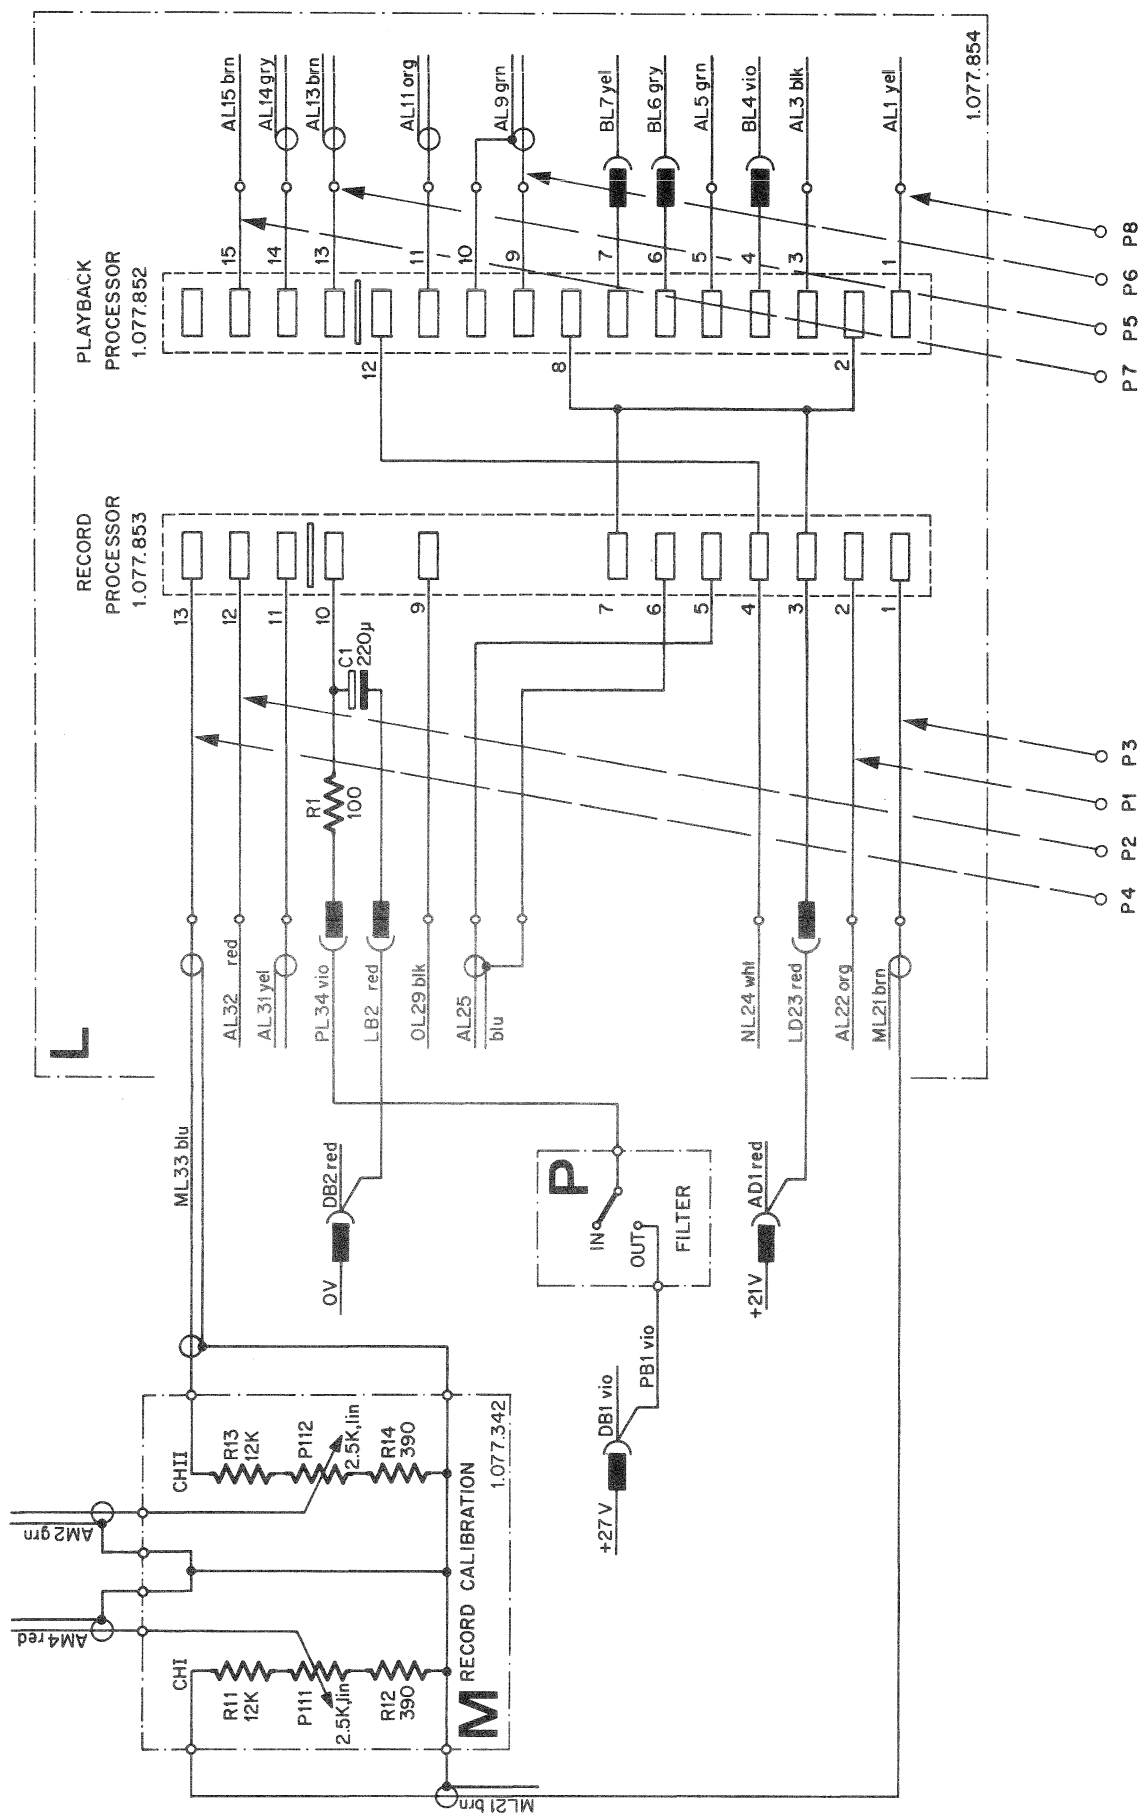 L
RECORD
PROCESSOR
1.077.853
PLAYBACK
PROCESSOR
1.077.852
AL15 brn
AL14 gry
AL13 brn
AL11 org
AL9 grn
BL7 yel
BL6 gry
AL5 grn
BL4 vio
AL3 blk
AL1 yel
1.077.854
15
14
13
11
10
9
7
6
5
4
3
1
12
8
2
13
12
11
10
9
7
6
5
4
3
2
1
C1
220µ
R1
100
AL32 red
AL31 yel
PL34 vio
LB2 red
OL29 blk
AL25
blu
NL24 wht
LD23 red
AL22 org
ML21 brn
P4
P2
P1
P3
P7
P5
P6
P8
ML33 blu
DB2 red
0V
P
IN
OUT
FILTER
AD1 red
+21V
PB1 vio
DB1 vio
+27V
AM2 grn
AM4 red
CHII
R13
12K
P112
2.5K,lin
R14
390
1.077.342
CHI
R11
12K
P111
2.5K,lin
R12
390
M
RECORD CALIBRATION
ML21 brn